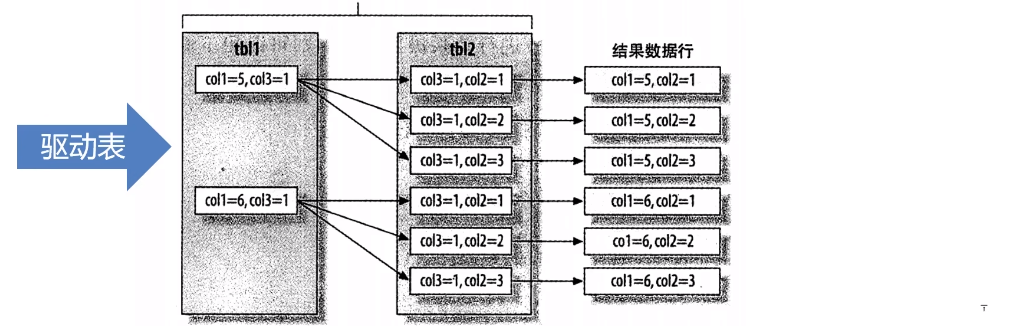 tbl1
tbl2
结果数据行
col1=5,col3=1
col3=1,col2=1
col1=5,col2=1
col3=1,col2=2
col1=5,col2=2
驱动表
col3=1,col2=3
col1=5,col2=3
col1=6,col3=1
col3=1,col2=1
col1=6,col2=1
col3=1,col2=2
co1=6,col2=2
col3=1,col2=3
col1=6,col2=3